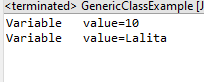 <terminated> GenericClassExample [J
Variable value=10
Variable value=Lalita